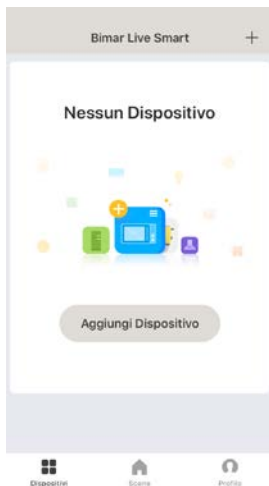 Bimar Live Smart +
Nessun Dispositivo
Aggiungi Dispositivo
Dispositivi Scene Profilo